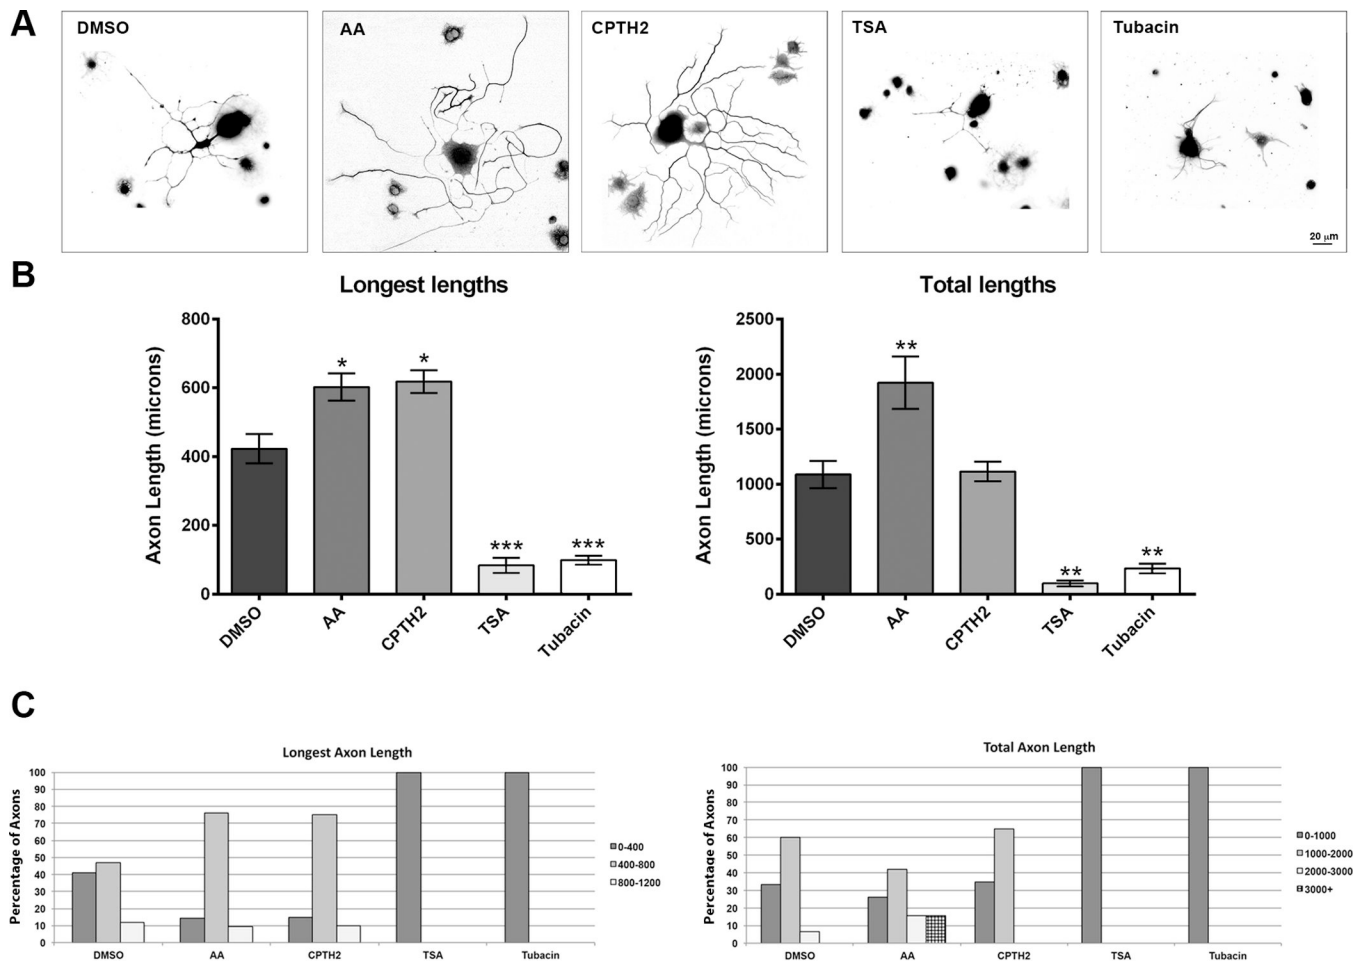 A
DMSO
AA
CPTH2
TSA
Tubacin
20 μm
B
Longest lengths
Axon Length (microns)
800
600
400
200
0
*
*
***
***
DMSO
AA
CPTH2
TSA
Tubacin
Total lengths
Axon Length (microns)
2500
2000
1500
1000
500
0
**
**
**
DMSO
AA
CPTH2
TSA
Tubacin
C
Longest Axon Length
Percentage of Axons
100
90
80
70
60
50
40
30
20
10
0
DMSO
AA
CPTH2
TSA
Tubacin
0-400
400-800
800-1200
Total Axon Length
Percentage of Axons
100
90
80
70
60
50
40
30
20
10
0
DMSO
AA
CPTH2
TSA
Tubacin
0-1000
1000-2000
2000-3000
3000+